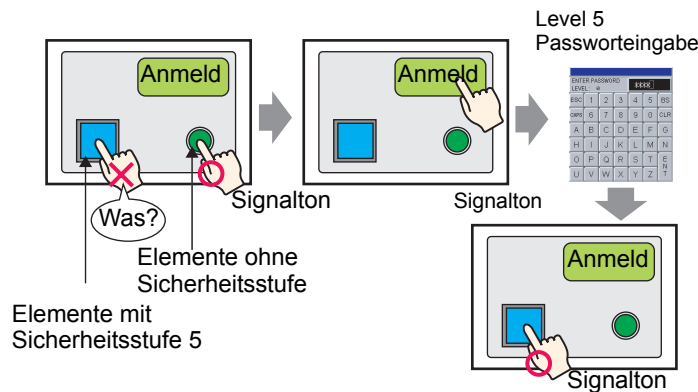 Level 5
Passworteingabe
Anmeld
Anmeld
ENTER PASSWORD
LEVEL:
****
ESC 1 2 3 4 5 BS
CAPS 6 7 8 9 0 CLR
A B C D E F G
H I J K L M N
O P Q R S T ENT
U V W X Y Z
Was?
Signalton
Signalton
Elemente ohne
Sicherheitsstufe
Elemente mit
Sicherheitsstufe 5
Anmeld
Signalton